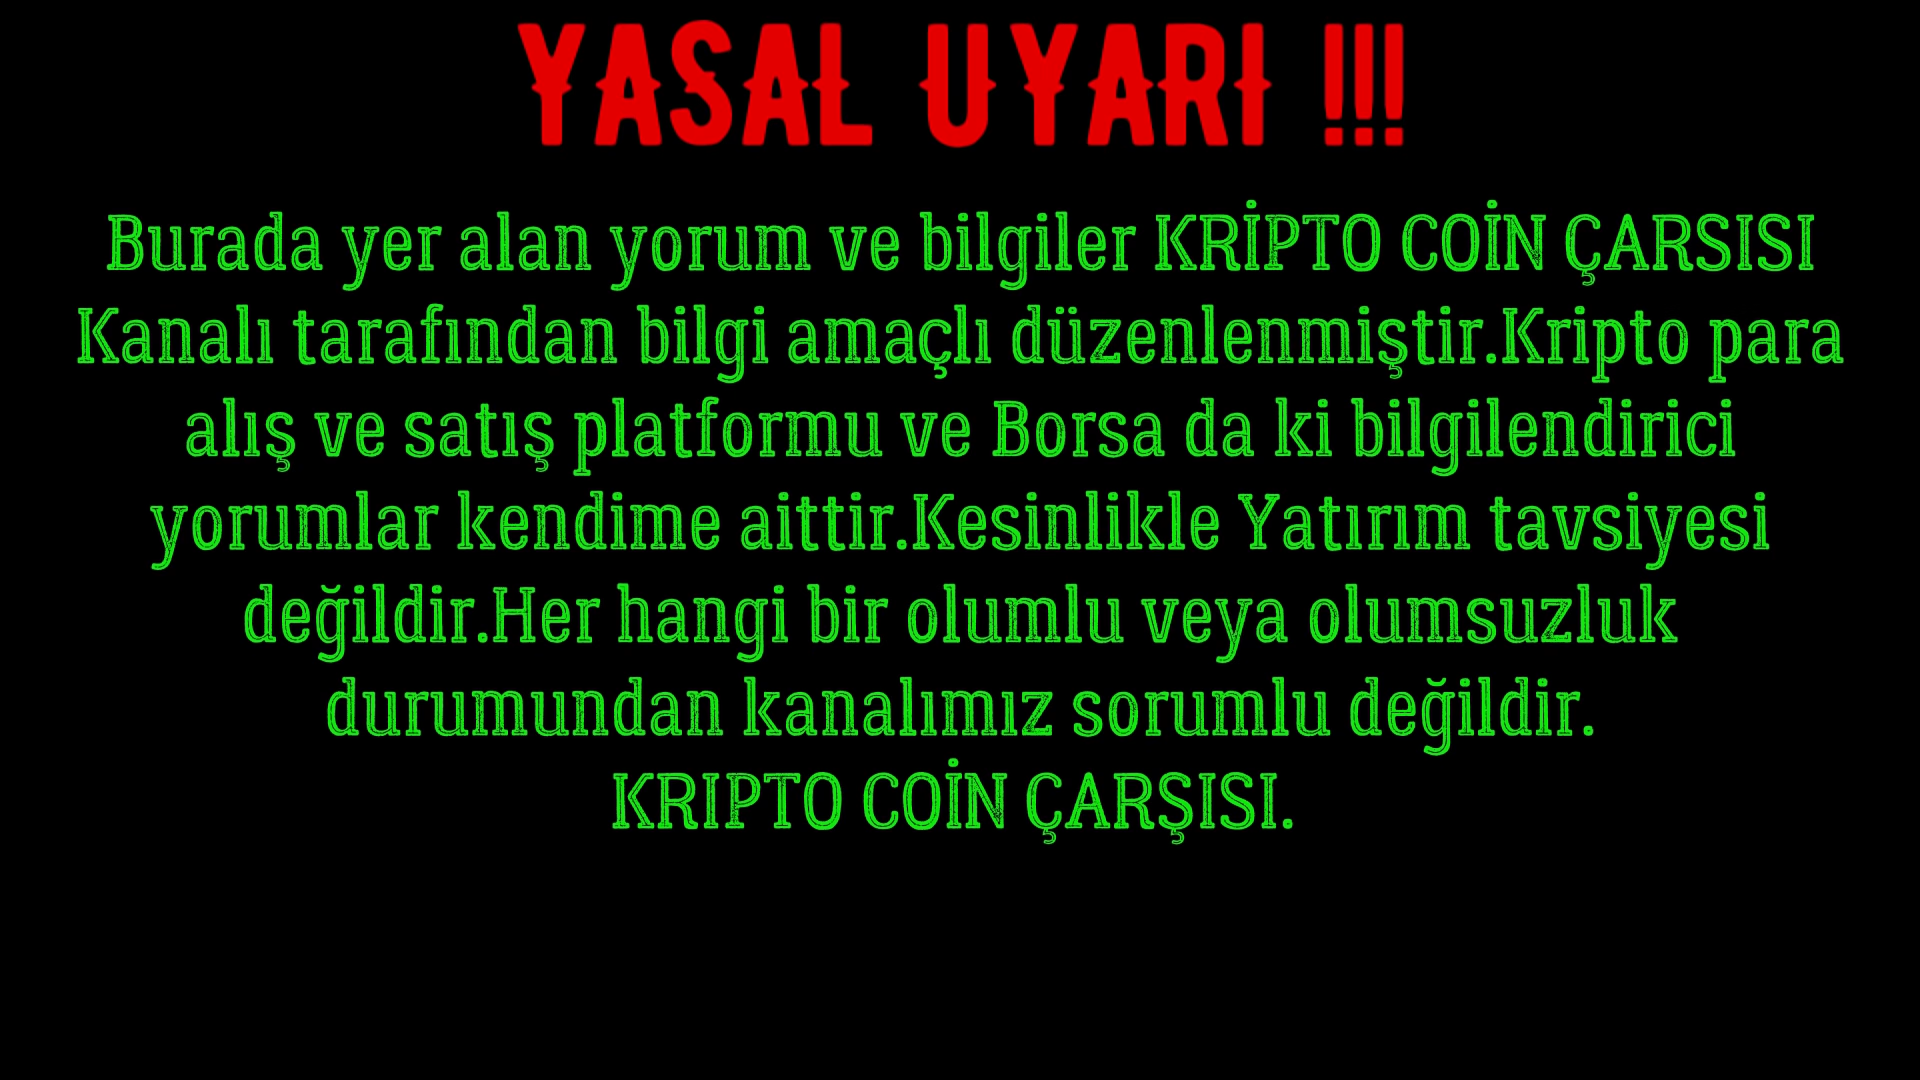 YASAL UYARI !!!
Burada yer alan yorum ve bilgiler KRİPTO COİN ÇARSISI
Kanalı tarafından bilgi amaçlı düzenlenmiştir.Kripto para
alış ve satış platformu ve Borsa da ki bilgilendirici
yorumlar kendime aittir.Kesinlikle Yatırım tavsiyesi
değildir.Her hangi bir olumlu veya olumsuzluk
durumundan kanalımız sorumlu değildir.
KRIPTO COİN ÇARŞISI.